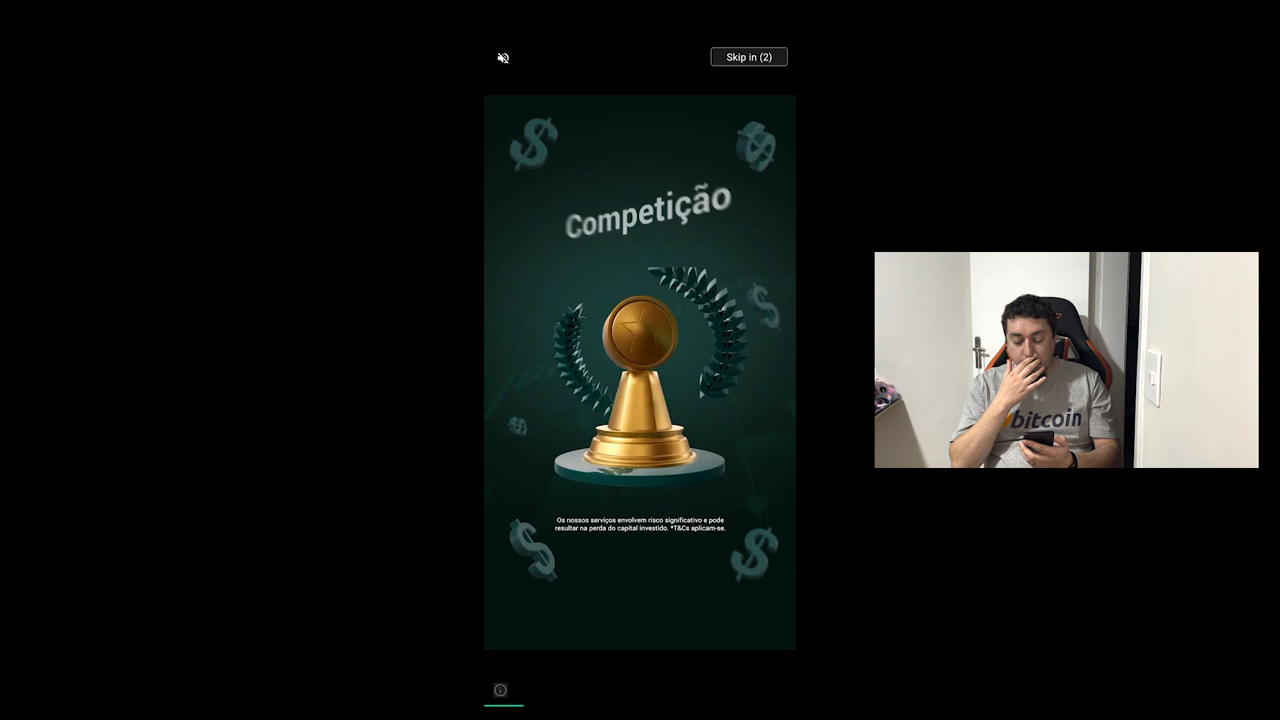 Skip in (2)
Competição
Os nossos serviços envolvem risco significativo e pode
resultar na perda do capital investido. *T&Cs aplicam-se.
bitcoin